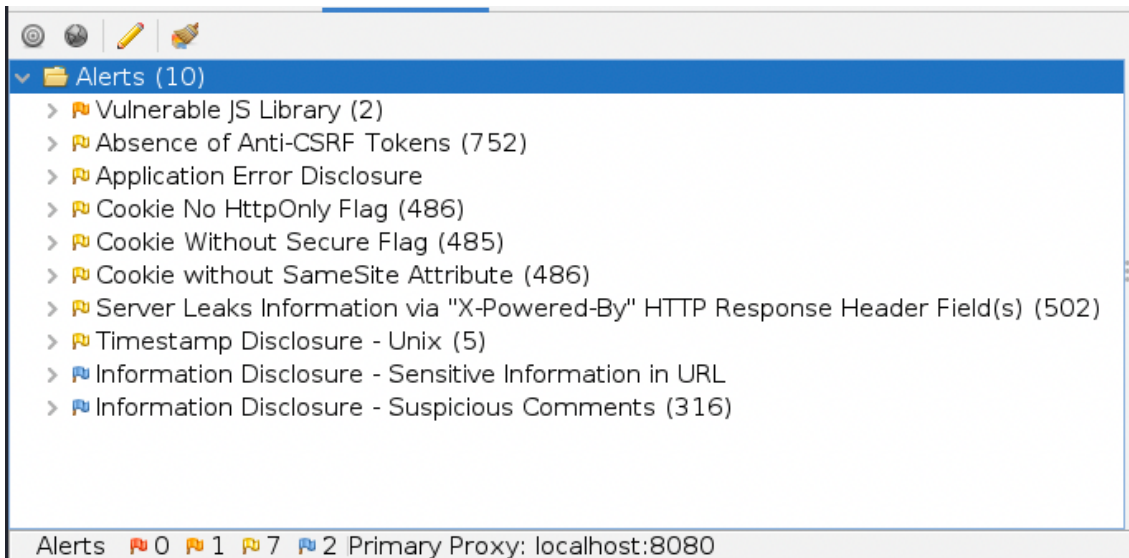 Alerts (10)
Vulnerable JS Library (2)
Absence of Anti-CSRF Tokens (752)
Application Error Disclosure
Cookie No HttpOnly Flag (486)
Cookie Without Secure Flag (485)
Cookie without SameSite Attribute (486)
Server Leaks Information via "X-Powered-By" HTTP Response Header Field(s) (502)
Timestamp Disclosure - Unix (5)
Information Disclosure - Sensitive Information in URL
Information Disclosure - Suspicious Comments (316)
Alerts 0 1 7 2 Primary Proxy: localhost:8080